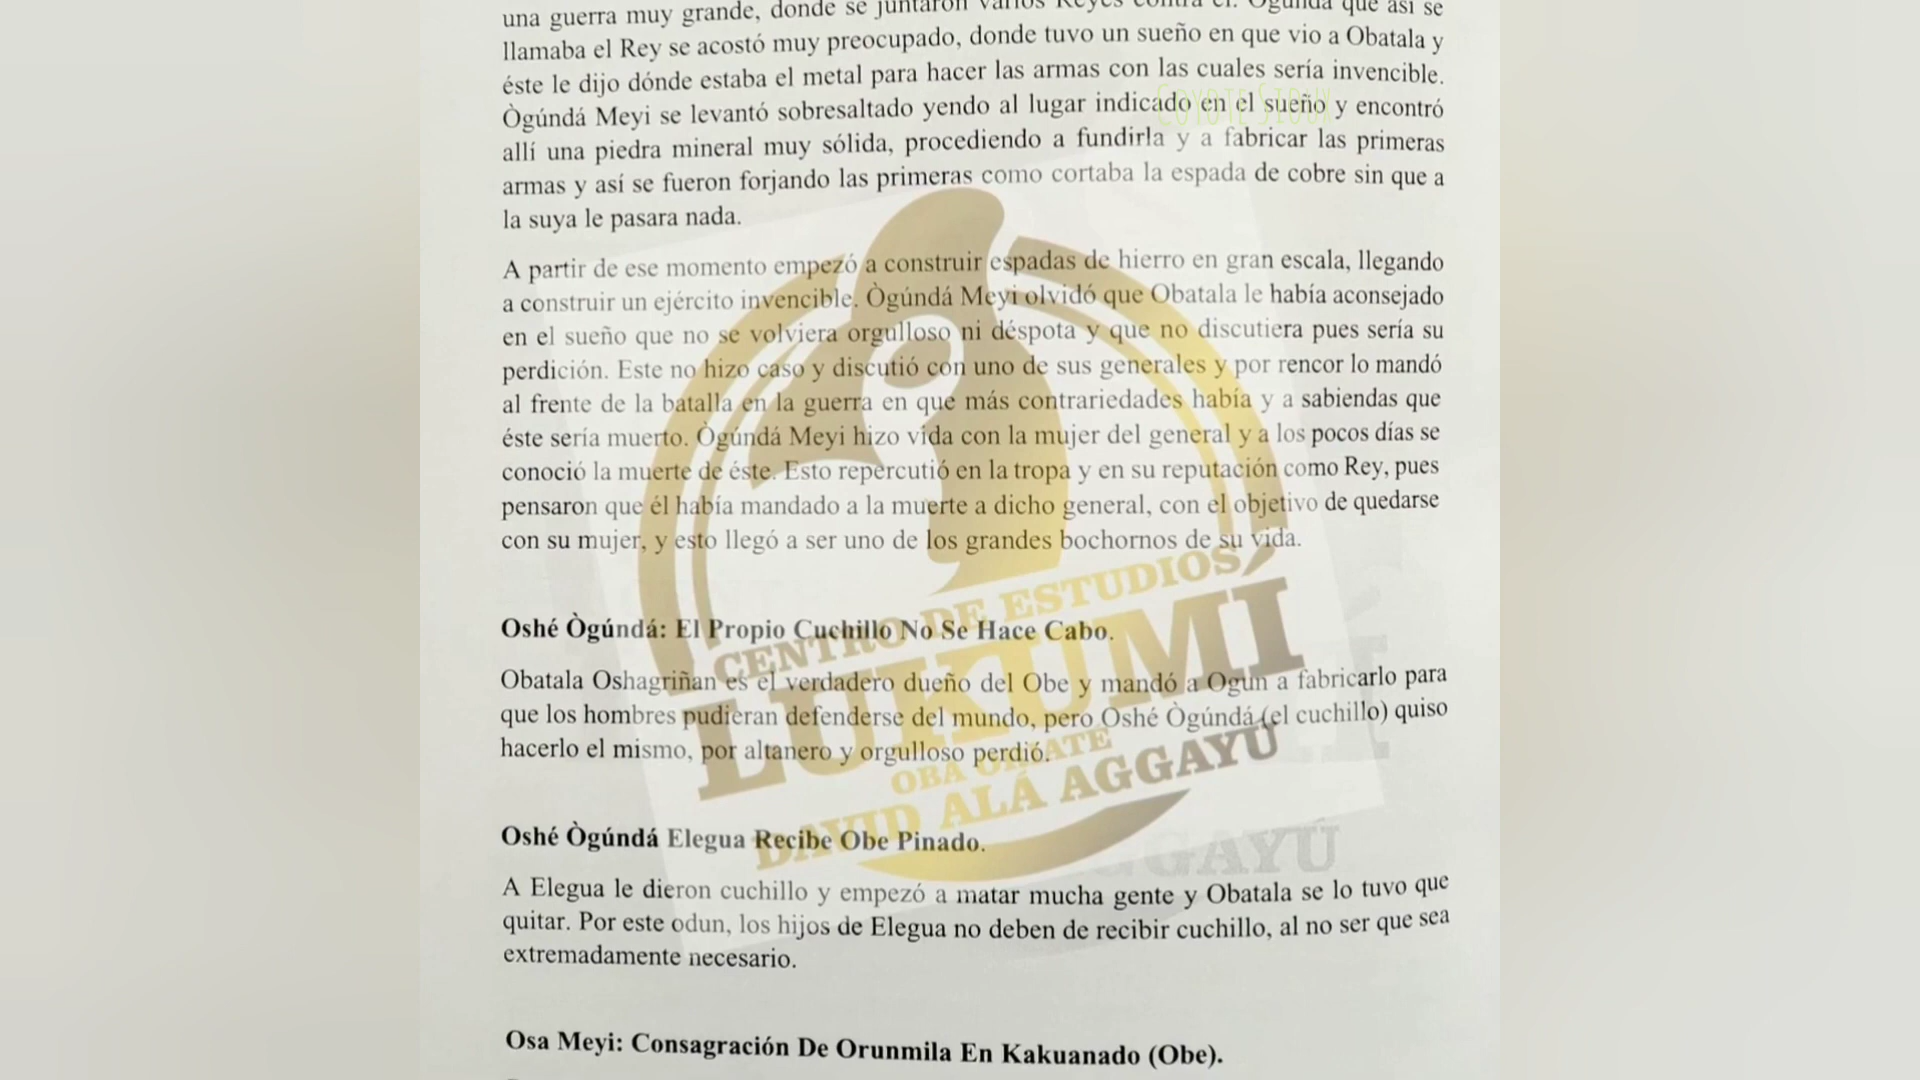 una guerra muy grande, donde se juntaron varios Reyes contra él. Ògúndá que así se
llamaba el Rey se acostó muy preocupado, donde tuvo un sueño en que vio a Obatala y
éste le dijo dónde estaba el metal para hacer las armas con las cuales sería invencible.
Ògúndá Meyi se levantó sobresaltado yendo al lugar indicado en el sueño y encontró
allí una piedra mineral muy sólida, procediendo a fundirla y a fabricar las primeras
armas y así se fueron forjando las primeras como cortaba la espada de cobre sin que a
la suya le pasara nada.
COYOTE SIOUX
A partir de ese momento empezó a construir espadas de hierro en gran escala, llegando
a construir un ejército invencible. Ògúndá Meyi olvidó que Obatala le había aconsejado
en el sueño que no se volviera orgulloso ni déspota y que no discutiera pues sería su
perdición. Este no hizo caso y discutió con uno de sus generales y por rencor lo mandó
al frente de la batalla en la guerra en que más contrariedades había y a sabiendas que
éste sería muerto. Ògúndá Meyi hizo vida con la mujer del general y a los pocos días se
conoció la muerte de éste. Esto repercutió en la tropa y en su reputación como Rey, pues
pensaron que él había mandado a la muerte a dicho general, con el objetivo de quedarse
con su mujer, y esto llegó a ser uno de los grandes bochornos de su vida.
Oshé Ògúndá: El Propio Cuchillo No Se Hace Cabo.
Obatala Oshagriñan es el verdadero dueño del Obe y mandó a Ogun a fabricarlo para
que los hombres pudieran defenderse del mundo, pero Oshé Ògúndá (el cuchillo) quiso
hacerlo el mismo, por altanero y orgulloso perdió.
Oshé Ògúndá Elegua Recibe Obe Pinado.
A Elegua le dieron cuchillo y empezó a matar mucha gente y Obatala se lo tuvo que
quitar. Por este odun, los hijos de Elegua no deben de recibir cuchillo, al no ser que sea
extremadamente necesario.
Osa Meyi: Consagración De Orunmila En Kakuanado (Obe).
CENTRO DE ESTUDIOS
LUKUMÍ
OBA ORIATE
DAVID ALÁ AGGAYÚ
GGAYÚ